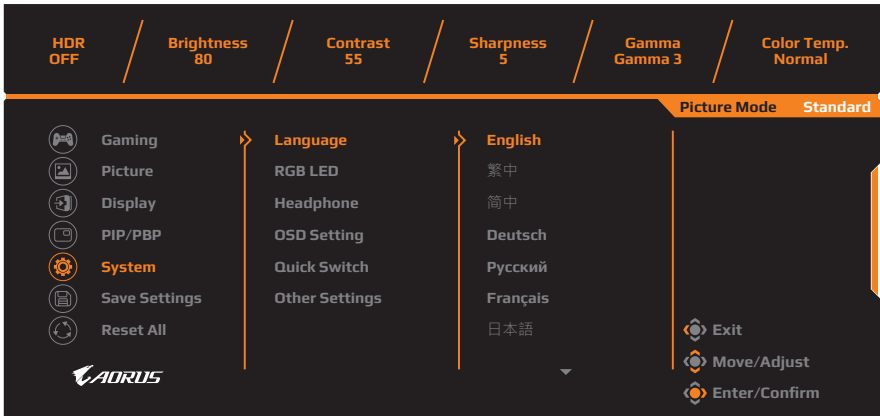 HDR OFF
Brightness 80
Contrast 55
Sharpness 5
Gamma Gamma 3
Color Temp. Normal
Picture Mode Standard
Gaming
Picture
Display
PIP/PBP
System
Save Settings
Reset All
AORUS
Language
RGB LED
Headphone
OSD Setting
Quick Switch
Other Settings
English
繁中
简中
Deutsch
Русский
Français
日本語
Exit
Move/Adjust
Enter/Confirm